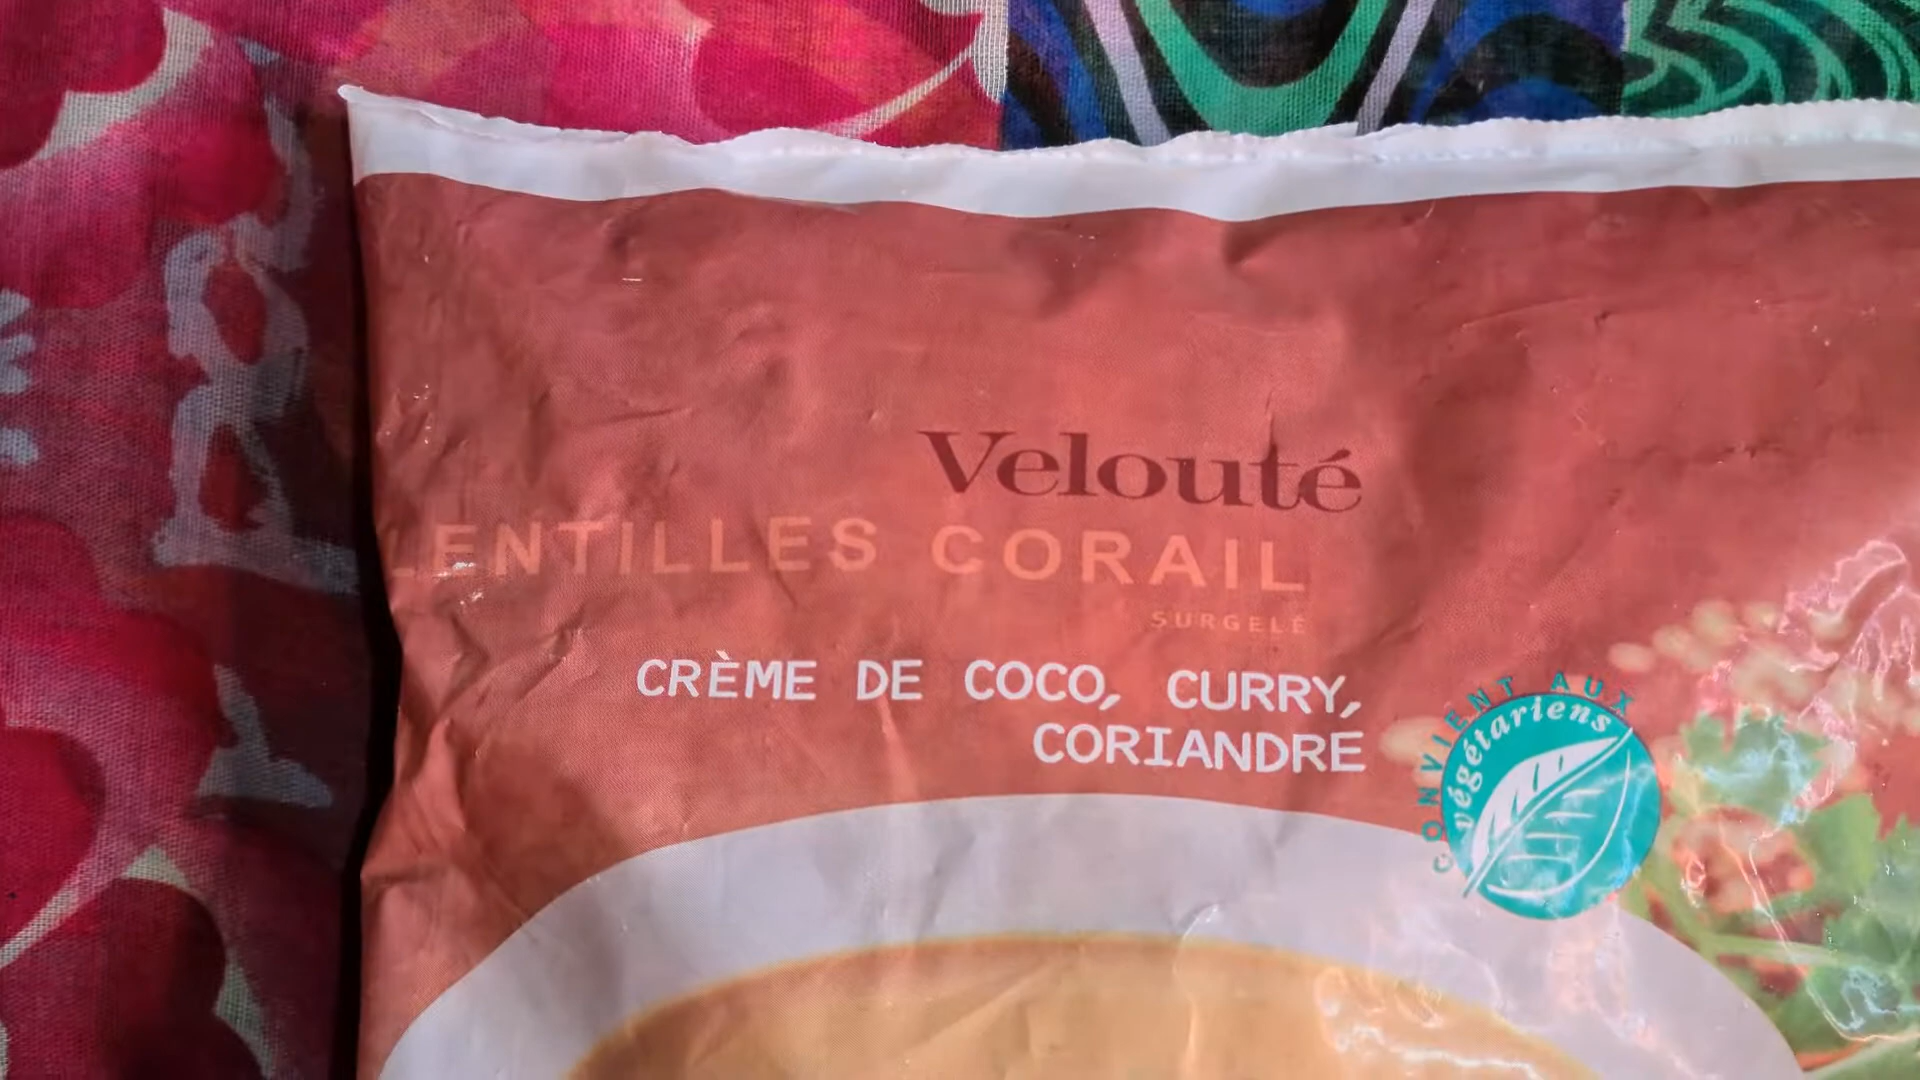 Velouté
LENTILLES CORAIL
SURGELÉ
CRÈME DE COCO, CURRY,
CORIANDRE
CONVIENT AUX
végétariens